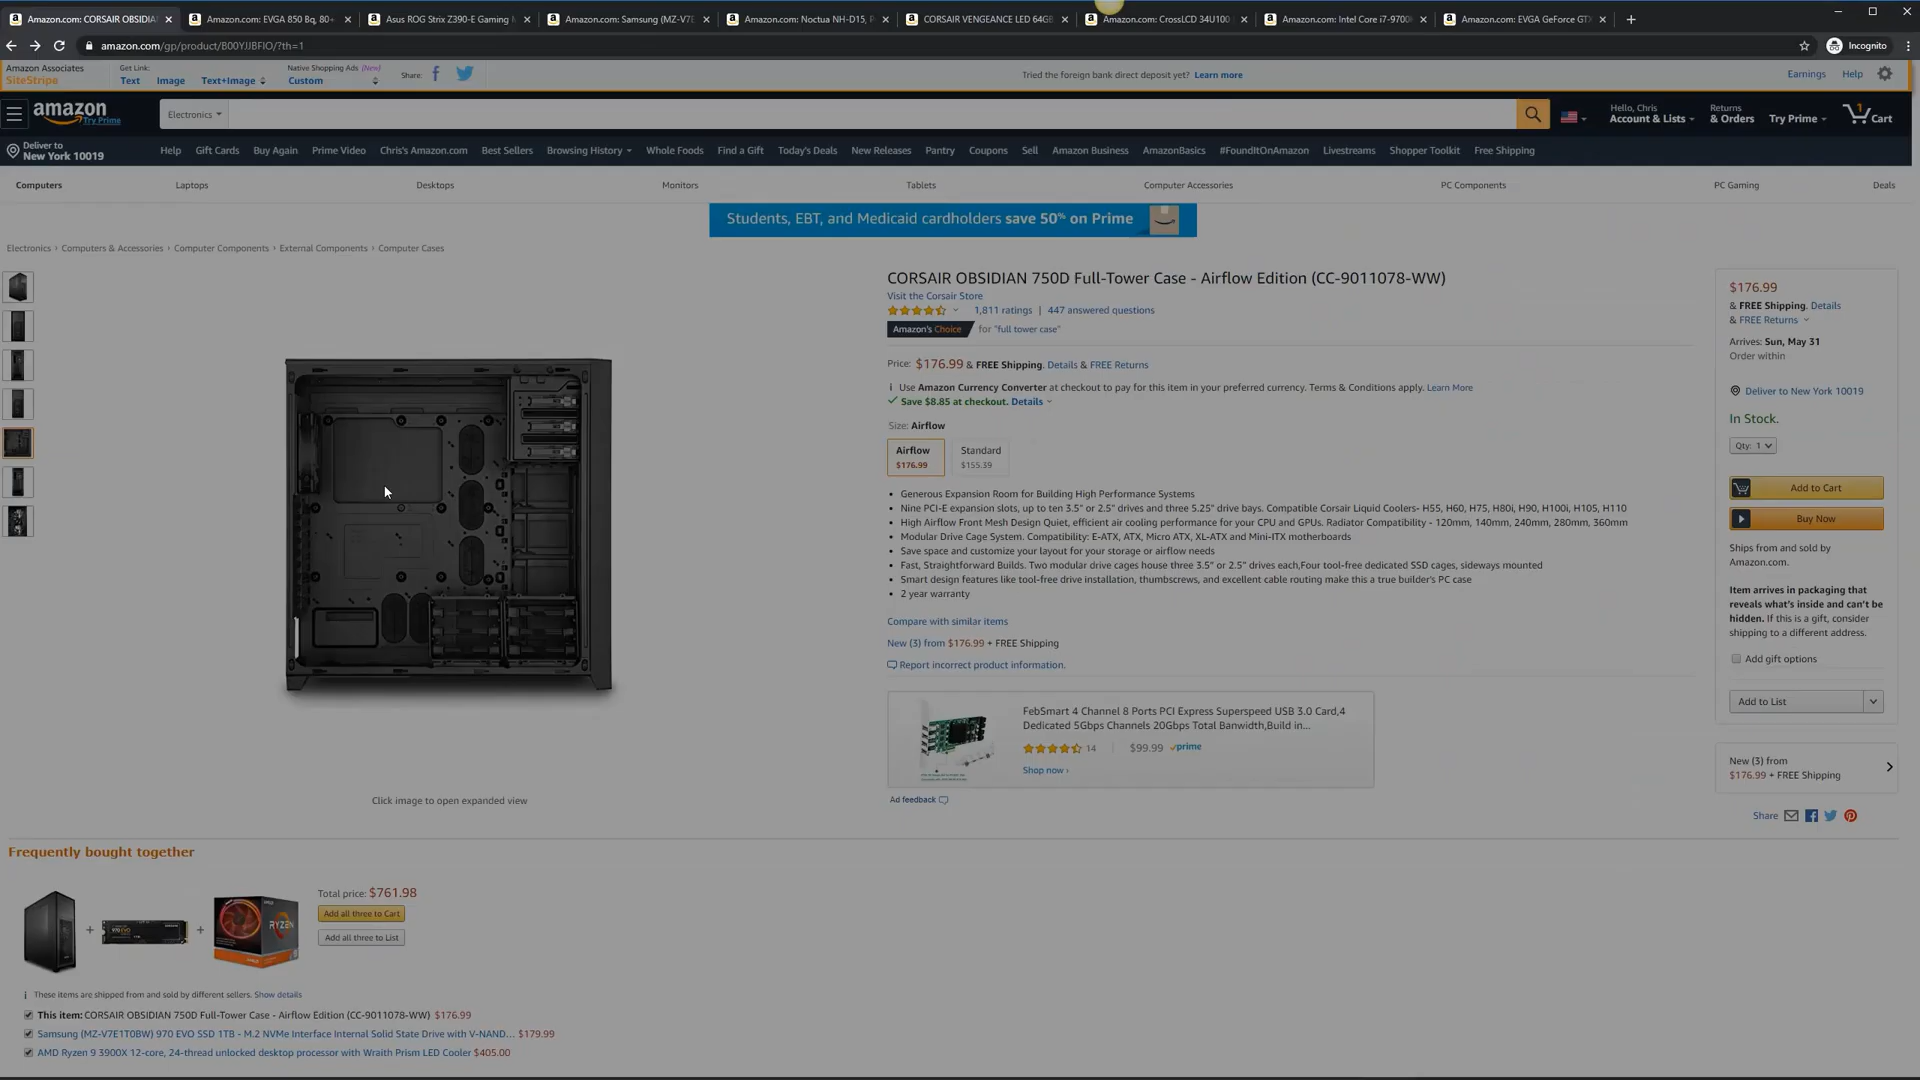 Amazon.com: CORSAIR OBSIDIA
Amazon.com: EVGA 850 Bq, 80+
Asus ROG Strix Z390-E Gaming M
Amazon.com: Samsung (MZ-V7E
Amazon.com: Noctua NH-D15, P
CORSAIR VENGEANCE LED 64GB
Amazon.com: CrossLCD 34U100
Amazon.com: Intel Core i7-9700K
Amazon.com: EVGA GeForce GTX
amazon.com/gp/product/B00YJJBFIO/?th=1
Incognito
Amazon Associates
SiteStripe
Get Link:
Text Image Text+Image
Native Shopping Ads (New)
Custom
Share:
Tried the foreign bank direct deposit yet? Learn more
Earnings Help
amazon
Try Prime
Electronics
Hello, Chris
Account & Lists
Returns
& Orders
Try Prime
1
Cart
Deliver to
New York 10019
Help Gift Cards Buy Again Prime Video Chris's Amazon.com Best Sellers Browsing History Whole Foods Find a Gift Today's Deals New Releases Pantry Coupons Sell Amazon Business AmazonBasics #FoundItOnAmazon Livestreams Shopper Toolkit Free Shipping
Computers Laptops Desktops Monitors Tablets Computer Accessories PC Components PC Gaming Deals
Students, EBT, and Medicaid cardholders save 50% on Prime
Electronics › Computers & Accessories › Computer Components › External Components › Computer Cases
CORSAIR OBSIDIAN 750D Full-Tower Case - Airflow Edition (CC-9011078-WW)
Visit the Corsair Store
1,811 ratings | 447 answered questions
Amazon's Choice for "full tower case"
Price: $176.99 & FREE Shipping. Details & FREE Returns
Use Amazon Currency Converter at checkout to pay for this item in your preferred currency. Terms & Conditions apply. Learn More
Save $8.85 at checkout. Details
Size: Airflow
Airflow
$176.99
Standard
$155.39
• Generous Expansion Room for Building High Performance Systems
• Nine PCI-E expansion slots, up to ten 3.5" or 2.5" drives and three 5.25" drive bays. Compatible Corsair Liquid Coolers- H55, H60, H75, H80i, H90, H100i, H105, H110
• High Airflow Front Mesh Design Quiet, efficient air cooling performance for your CPU and GPUs. Radiator Compatibility - 120mm, 140mm, 240mm, 280mm, 360mm
• Modular Drive Cage System. Compatibility: E-ATX, ATX, Micro ATX, XL-ATX and Mini-ITX motherboards
• Save space and customize your layout for your storage or airflow needs
• Fast, Straightforward Builds. Two modular drive cages house three 3.5" or 2.5" drives each,Four tool-free dedicated SSD cages, sideways mounted
• Smart design features like tool-free drive installation, thumbscrews, and excellent cable routing make this a true builder's PC case
• 2 year warranty
Compare with similar items
New (3) from $176.99 + FREE Shipping
Report incorrect product information.
FebSmart 4 Channel 8 Ports PCI Express Superspeed USB 3.0 Card,4
Dedicated 5Gbps Channels 20Gbps Total Banwidth,Build in...
14 | $99.99 prime
Shop now ›
Ad feedback
$176.99
& FREE Shipping. Details
& FREE Returns
Arrives: Sun, May 31
Order within
Deliver to New York 10019
In Stock.
Qty: 1
Add to Cart
Buy Now
Ships from and sold by
Amazon.com.
Item arrives in packaging that
reveals what's inside and can't be
hidden. If this is a gift, consider
shipping to a different address.
Add gift options
Add to List
New (3) from
$176.99 + FREE Shipping
Share
Click image to open expanded view
Frequently bought together
+
+
RYZEN
Total price: $761.98
Add all three to Cart
Add all three to List
These items are shipped from and sold by different sellers. Show details
This item: CORSAIR OBSIDIAN 750D Full-Tower Case - Airflow Edition (CC-9011078-WW) $176.99
Samsung (MZ-V7E1T0BW) 970 EVO SSD 1TB - M.2 NVMe Interface Internal Solid State Drive with V-NAND... $179.99
AMD Ryzen 9 3900X 12-core, 24-thread unlocked desktop processor with Wraith Prism LED Cooler $405.00